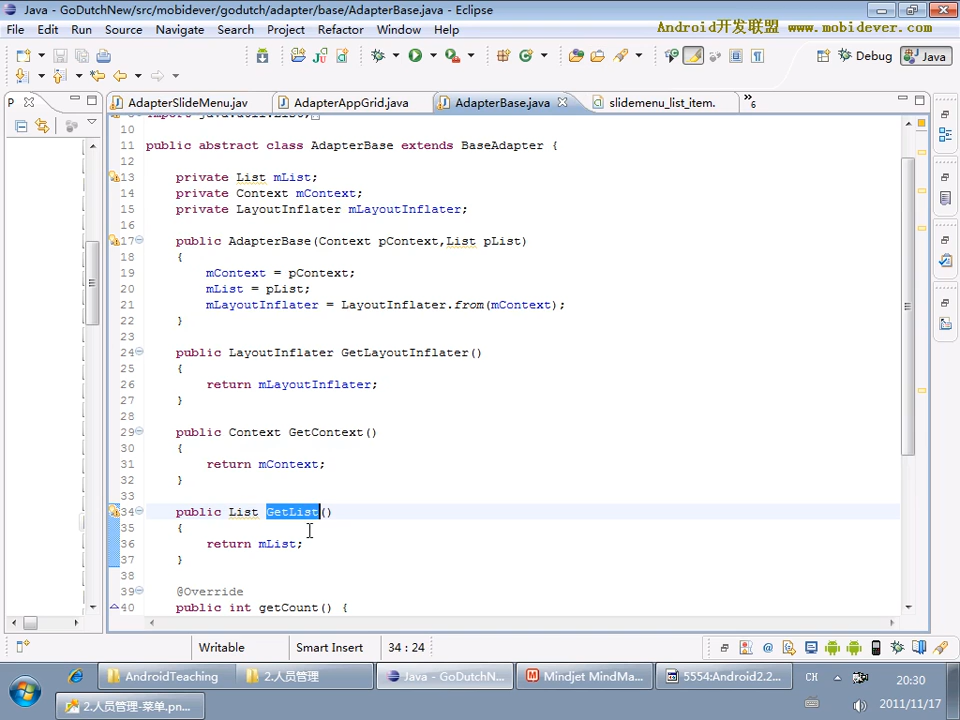 Java - GoDutchNew/src/mobidever/godutch/adapter/base/AdapterBase.java - Eclipse
File Edit Source Refactor Navigate Search Project Run Window Help
Android开发联盟 www.mobidever.com
Debug Java
P AdapterSlideMenu.jav AdapterAppGrid.java AdapterBase.java slidemenu_list_item. »6
import java.util.List;
10
11 public abstract class AdapterBase extends BaseAdapter {
12
13 private List mList;
14 private Context mContext;
15 private LayoutInflater mLayoutInflater;
16
17 public AdapterBase(Context pContext,List pList)
18 {
19 mContext = pContext;
20 mList = pList;
21 mLayoutInflater = LayoutInflater.from(mContext);
22 }
23
24 public LayoutInflater GetLayoutInflater()
25 {
26 return mLayoutInflater;
27 }
28
29 public Context GetContext()
30 {
31 return mContext;
32 }
33
34 public List GetList()
35 {
36 return mList;
37 }
38
39 @Override
40 public int getCount() {
Writable Smart Insert 34 : 24
AndroidTeaching 2.人员管理 Java - GoDutchN... Mindjet MindMa... 5554:Android2.2... CH 20:30
2.人员管理-菜单.pn... 2011/11/17